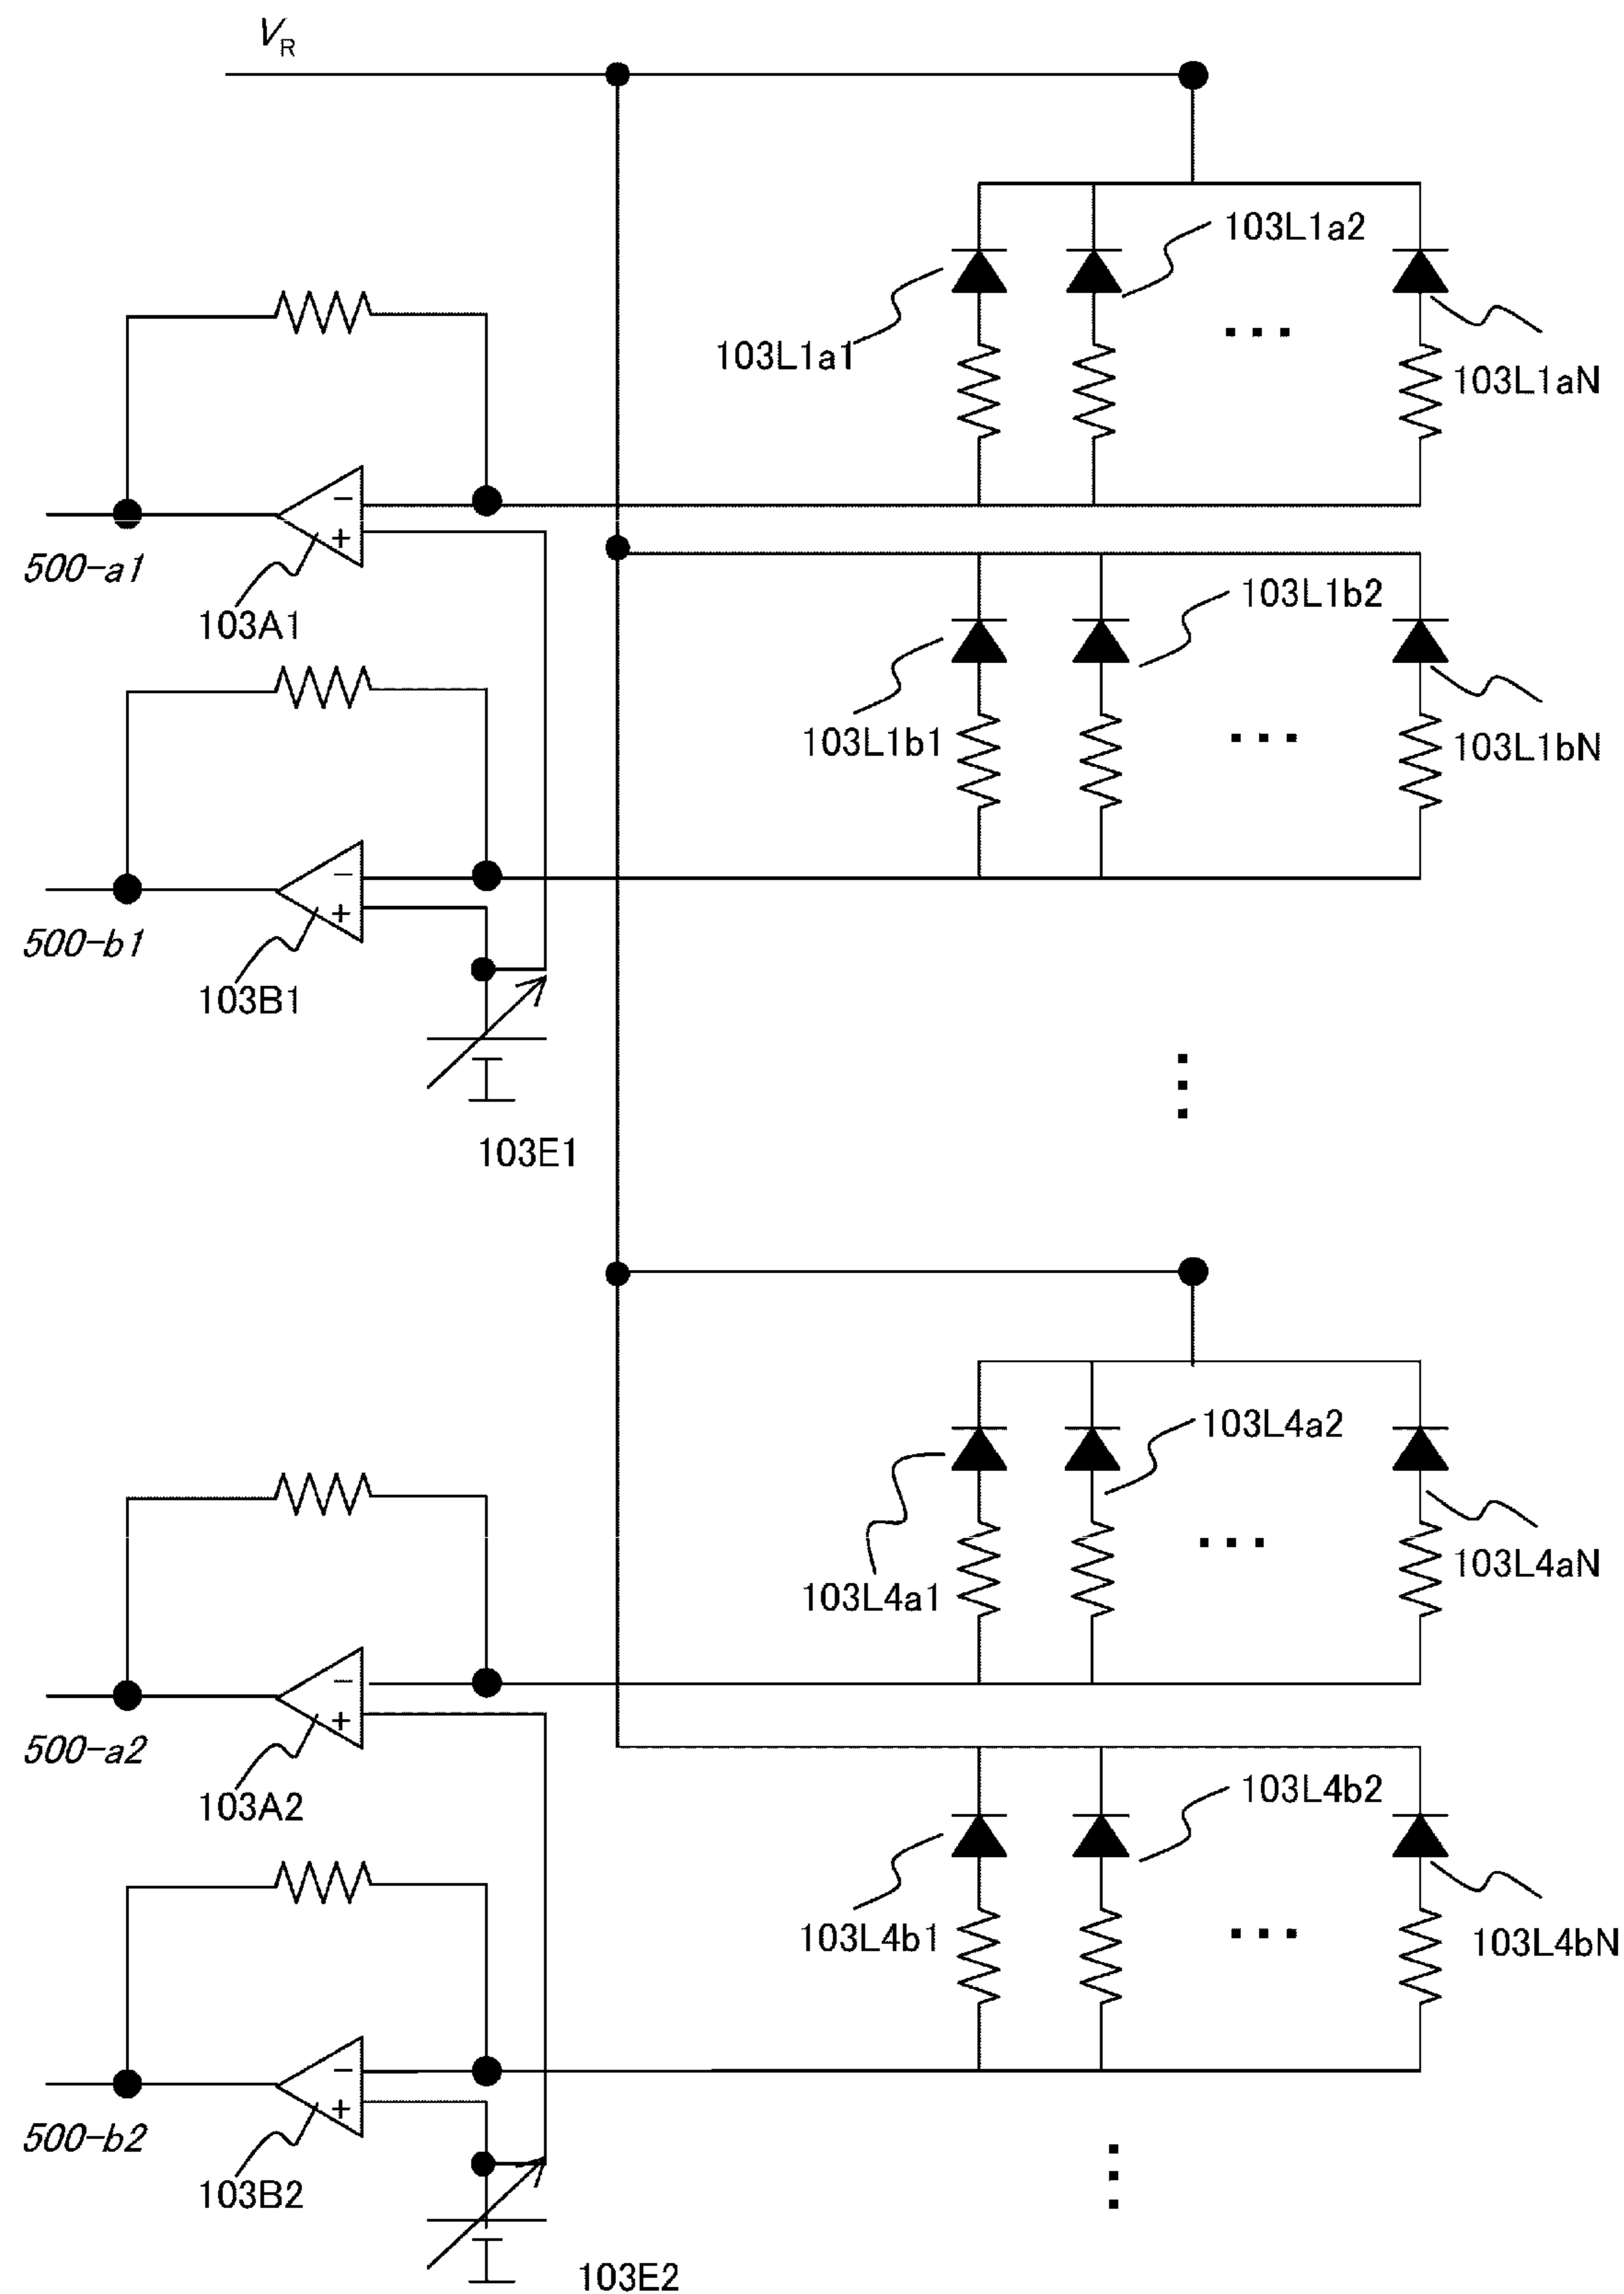 VR
103L1a2
103L1a1
103L1aN
−
+
500-a1
103A1
103L1b2
103L1b1
103L1bN
−
+
500-b1
103B1
103E1
103L4a2
103L4a1
103L4aN
−
+
500-a2
103A2
103L4b2
103L4b1
103L4bN
−
+
500-b2
103B2
103E2